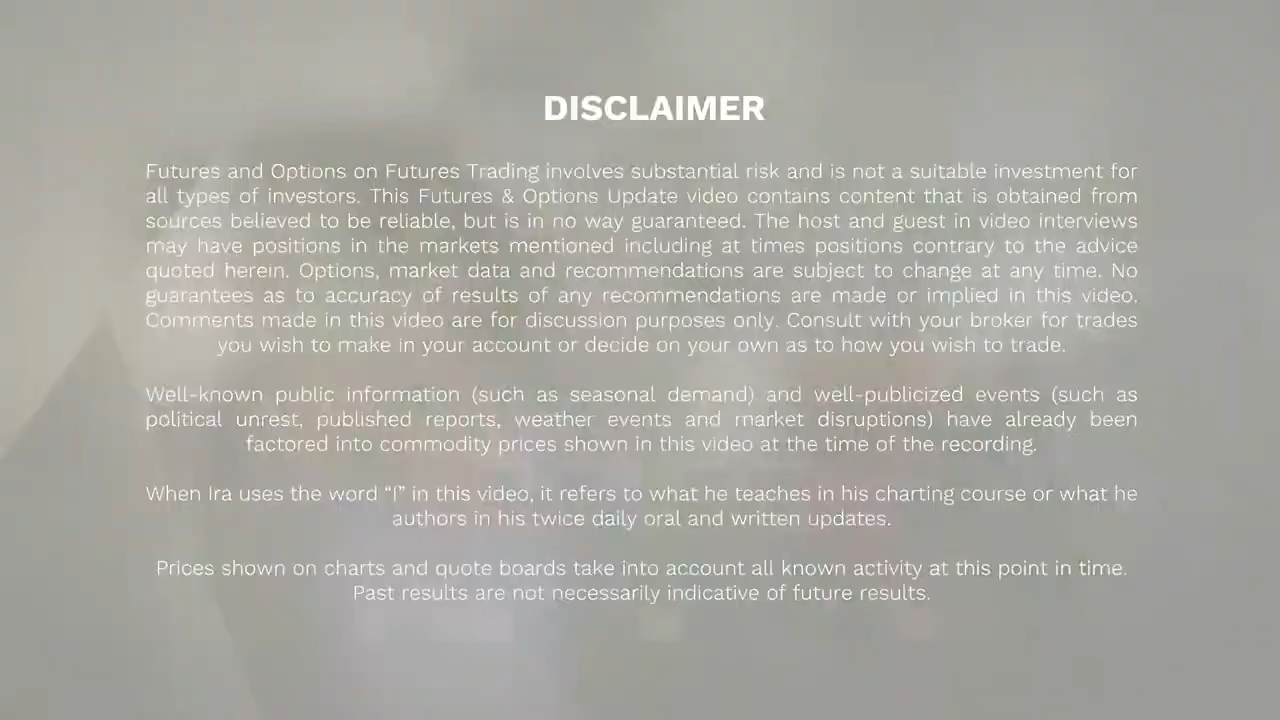 DISCLAIMER
Futures and Options on Futures Trading involves substantial risk and is not a suitable investment for
all types of investors. This Futures & Options Update video contains content that is obtained from
sources believed to be reliable, but is in no way guaranteed. The host and guest in video interviews
may have positions in the markets mentioned including at times positions contrary to the advice
quoted herein. Options, market data and recommendations are subject to change at any time. No
guarantees as to accuracy of results of any recommendations are made or implied in this video.
Comments made in this video are for discussion purposes only. Consult with your broker for trades
you wish to make in your account or decide on your own as to how you wish to trade.
Well-known public information (such as seasonal demand) and well-publicized events (such as
political unrest, published reports, weather events and market disruptions) have already been
factored into commodity prices shown in this video at the time of the recording.
When Ira uses the word “I” in this video, it refers to what he teaches in his charting course or what he
authors in his twice daily oral and written updates.
Prices shown on charts and quote boards take into account all known activity at this point in time.
Past results are not necessarily indicative of future results.